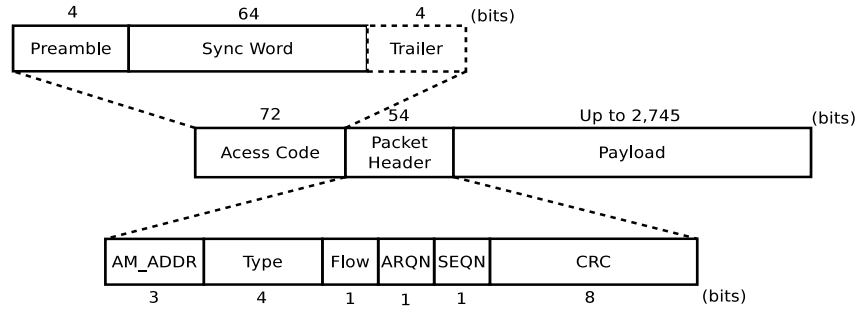 4 64 4 (bits)
Preamble Sync Word Trailer
72 54 Up to 2,745 (bits)
Acess Code Packet Header Payload
AM_ADDR Type Flow ARQN SEQN CRC
3 4 1 1 1 8 (bits)